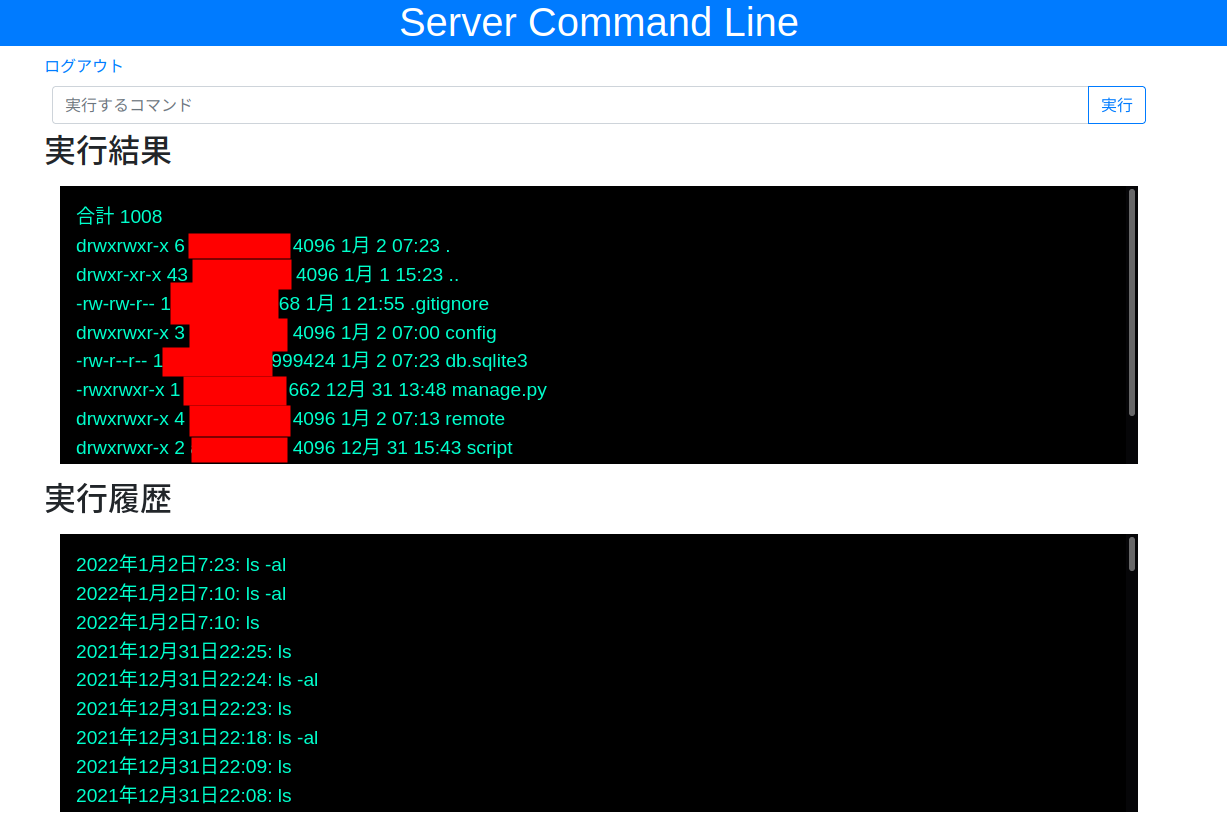 Server Command Line
ログアウト
実行するコマンド 実行
実行結果
合計 1008
drwxrwxr-x 6 4096 1月 2 07:23 .
drwxr-xr-x 43 4096 1月 1 15:23 ..
-rw-rw-r-- 1 68 1月 1 21:55 .gitignore
drwxrwxr-x 3 4096 1月 2 07:00 config
-rw-r--r-- 1 999424 1月 2 07:23 db.sqlite3
-rwxrwxr-x 1 662 12月 31 13:48 manage.py
drwxrwxr-x 4 4096 1月 2 07:13 remote
drwxrwxr-x 2 4096 12月 31 15:43 script
実行履歴
2022年1月2日7:23: ls -al
2022年1月2日7:10: ls -al
2022年1月2日7:10: ls
2021年12月31日22:25: ls
2021年12月31日22:24: ls -al
2021年12月31日22:23: ls
2021年12月31日22:18: ls -al
2021年12月31日22:09: ls
2021年12月31日22:08: ls